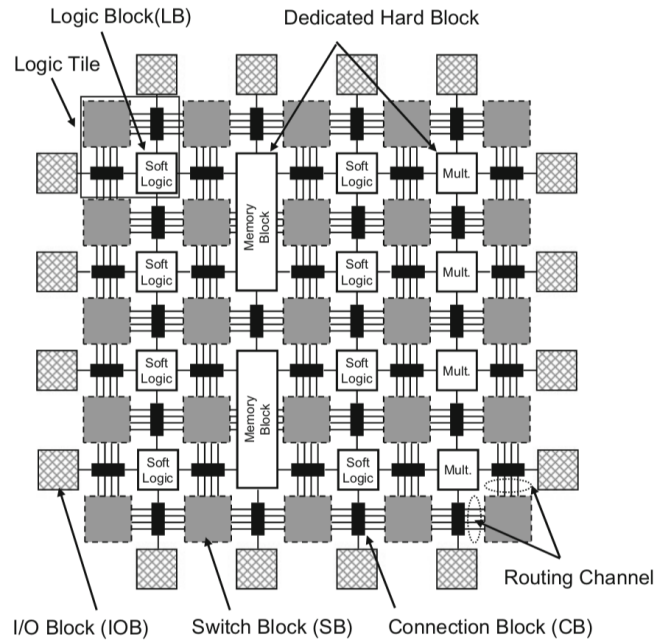 Logic Block(LB)
Dedicated Hard Block
Logic Tile
Soft
Logic
Memory
Block
Soft
Logic
Mult.
Soft
Logic
Soft
Logic
Mult.
Soft
Logic
Memory
Block
Soft
Logic
Mult.
Soft
Logic
Soft
Logic
Mult.
Routing Channel
I/O Block (IOB)
Switch Block (SB)
Connection Block (CB)